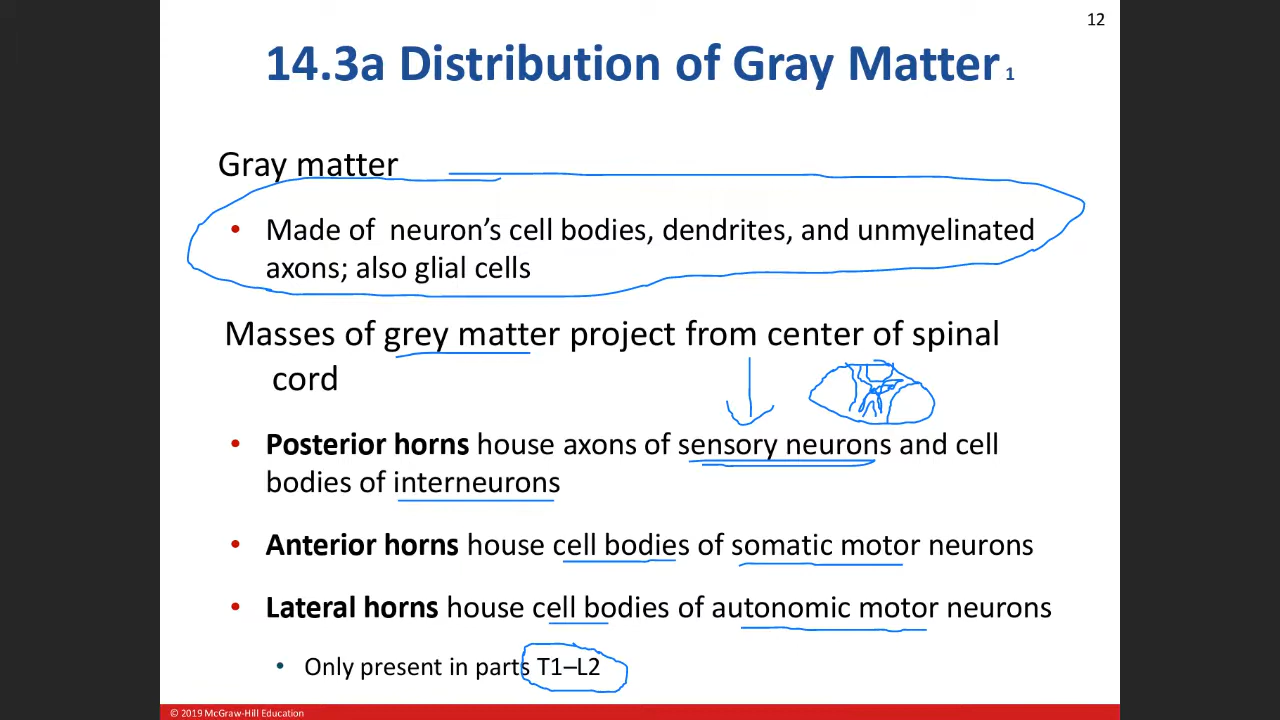 12
14.3a Distribution of Gray Matter 1
Gray matter
• Made of neuron's cell bodies, dendrites, and unmyelinated
axons; also glial cells
Masses of grey matter project from center of spinal
cord
• Posterior horns house axons of sensory neurons and cell
bodies of interneurons
• Anterior horns house cell bodies of somatic motor neurons
• Lateral horns house cell bodies of autonomic motor neurons
• Only present in parts T1–L2
© 2019 McGraw-Hill Education